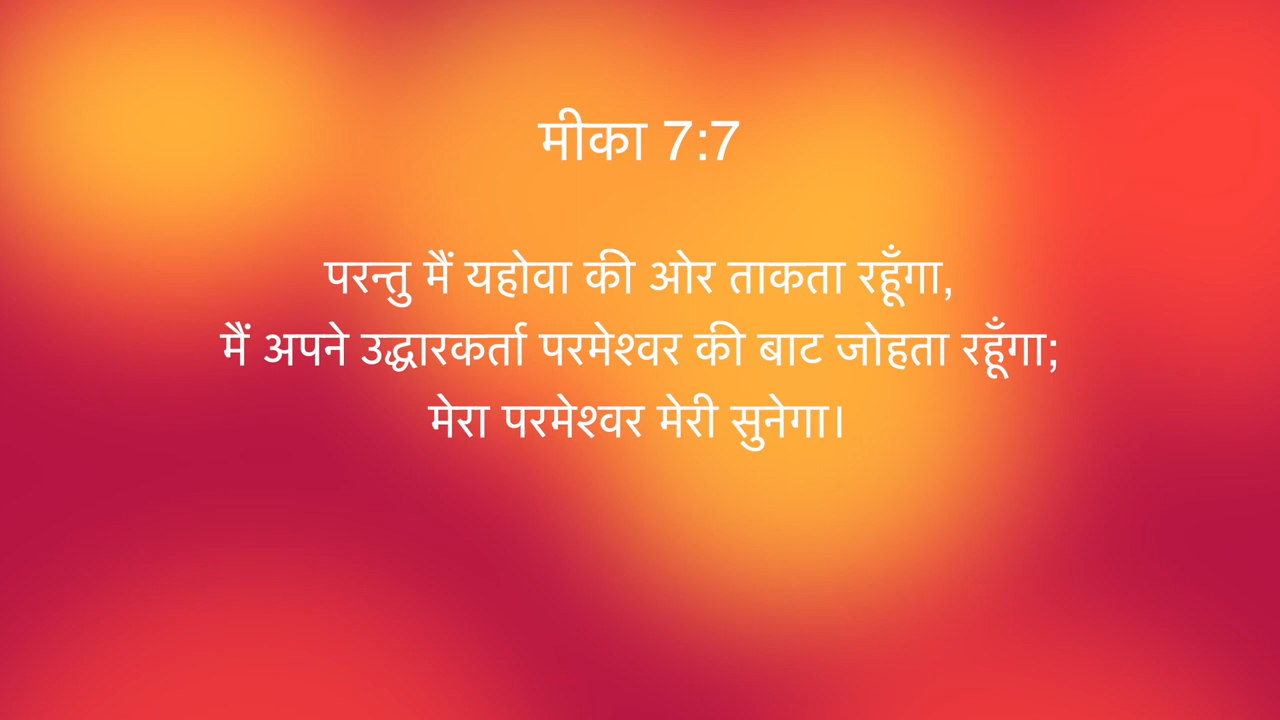 मीका 7:7
परन्तु मैं यहोवा की ओर ताकता रहूँगा,
मैं अपने उद्धारकर्ता परमेश्वर की बाट जोहता रहूँगा;
मेरा परमेश्वर मेरी सुनेगा।